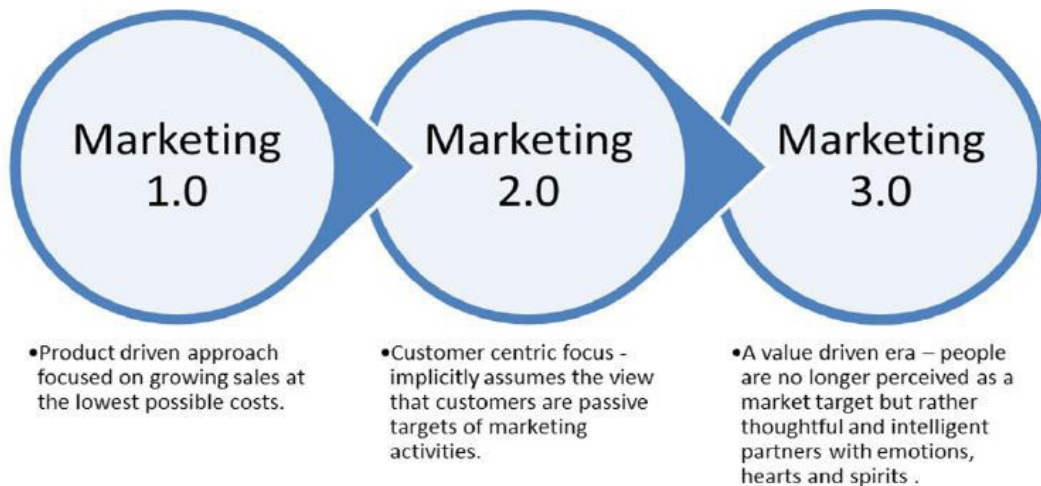 Marketing
1.0
Marketing
2.0
Marketing
3.0
•Product driven approach
focused on growing sales at
the lowest possible costs.
•Customer centric focus -
implicitly assumes the view
that customers are passive
targets of marketing
activities.
•A value driven era – people
are no longer perceived as a
market target but rather
thoughtful and intelligent
partners with emotions,
hearts and spirits .